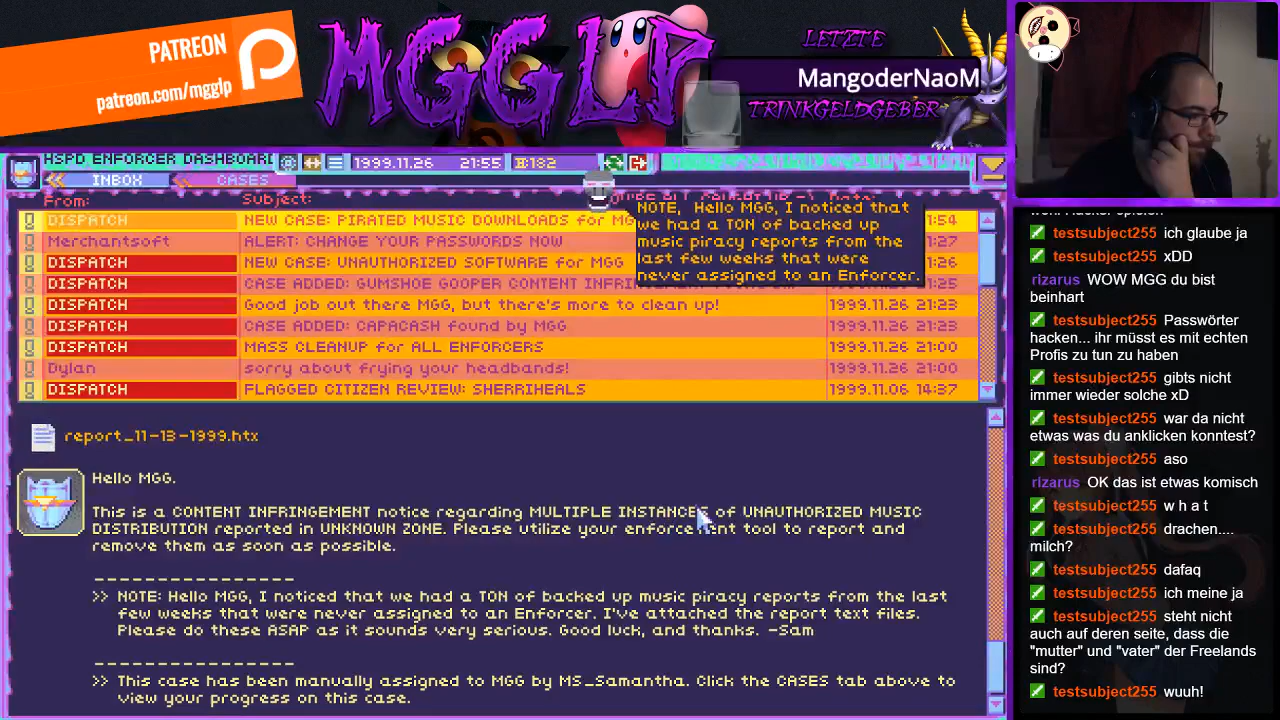 PATREON
patreon.com/mgglp
MGGLP
LETZTE
MangoderNaoM
TRINKGELDGEBER
HSPD ENFORCER DASHBOARD
1999.11.26 21:55
182
INBOX
CASES
From:
Subject:
DISPATCH NEW CASE: PIRATED MUSIC DOWNLOADS for MG 1:54
Merchantsoft ALERT: CHANGE YOUR PASSWORDS NOW 1:27
DISPATCH NEW CASE: UNAUTHORIZED SOFTWARE for MGG 1:26
DISPATCH CASE ADDED: GUMSHOE GOOPER CONTENT INFRIN 1:25
DISPATCH Good job out there MGG, but there's more to clean up! 1999.11.26 21:23
DISPATCH CASE ADDED: CAPACASH found by MGG 1999.11.26 21:23
DISPATCH MASS CLEANUP for ALL ENFORCERS 1999.11.26 21:00
Dylan sorry about frying your headbands! 1999.11.26 21:00
DISPATCH FLAGGED CITIZEN REVIEW: SHERRIHEALS 1999.11.06 14:37
NOTE, Hello MGG, I noticed that
we had a TON of backed up
music piracy reports from the
last few weeks that were
never assigned to an Enforcer.
report_11-13-1999.htx
Hello MGG.
This is a CONTENT INFRINGEMENT notice regarding MULTIPLE INSTANCES of UNAUTHORIZED MUSIC
DISTRIBUTION reported in UNKNOWN ZONE. Please utilize your enforcement tool to report and
remove them as soon as possible.
----------------
>> NOTE: Hello MGG, I noticed that we had a TON of backed up music piracy reports from the last
few weeks that were never assigned to an Enforcer. I've attached the report text files.
Please do these ASAP as it sounds very serious. Good luck, and thanks. -Sam
----------------
>> This case has been manually assigned to MGG by MS_Samantha. Click the CASES tab above to
view your progress on this case.
testsubject255 ich glaube ja
testsubject255 xDD
rizarus WOW MGG du bist
beinhart
testsubject255 Passwörter
hacken... ihr müsst es mit echten
Profis zu tun zu haben
testsubject255 gibts nicht
immer wieder solche xD
testsubject255 war da nicht
etwas was du anklicken konntest?
testsubject255 aso
rizarus OK das ist etwas komisch
testsubject255 w h a t
testsubject255 drachen....
milch?
testsubject255 dafaq
testsubject255 ich meine ja
testsubject255 steht nicht
auch auf deren seite, dass die
"mutter" und "vater" der Freelands
sind?
testsubject255 wuuh!